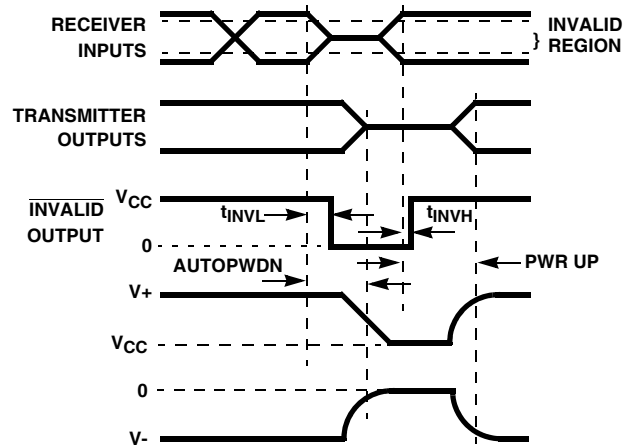 RECEIVER
INPUTS
} INVALID
REGION
TRANSMITTER
OUTPUTS
VCC
INVALID
OUTPUT
tINVL
tINVH
0
AUTOPWDN
PWR UP
V+
VCC
0
V-